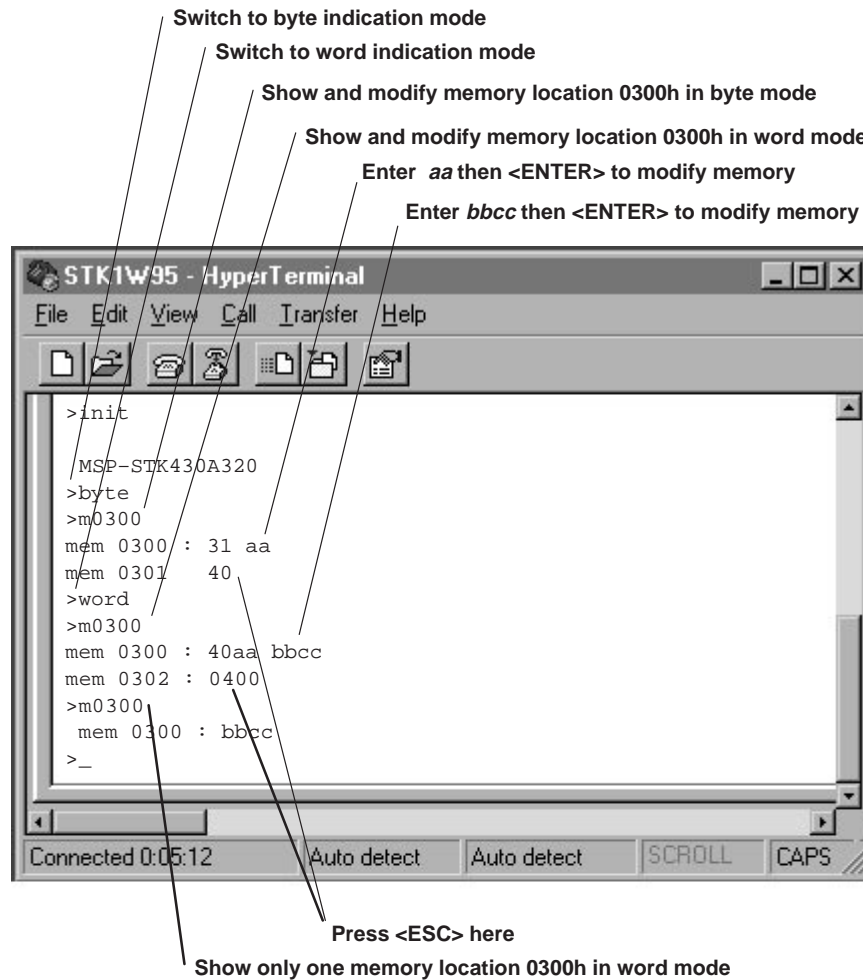 Switch to byte indication mode
Switch to word indication mode
Show and modify memory location 0300h in byte mode
Show and modify memory location 0300h in word mode
Enter aa then <ENTER> to modify memory
Enter bbcc then <ENTER> to modify memory
STK1W95 - HyperTerminal
File Edit View Call Transfer Help
>init
MSP-STK430A320
>byte
>m0300
mem 0300 : 31 aa
mem 0301 40
>word
>m0300
mem 0300 : 40aa bbcc
mem 0302 : 0400
>m0300
mem 0300 : bbcc
>_
Connected 0:05:12 Auto detect Auto detect SCROLL CAPS
Press <ESC> here
Show only one memory location 0300h in word mode